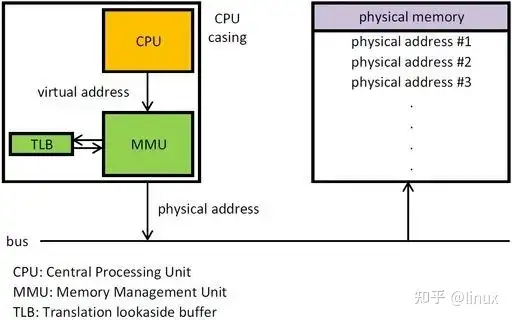 CPU
CPU
casing
virtual address
TLB
MMU
physical address
bus
physical memory
physical address #1
physical address #2
physical address #3
.
.
.
.
CPU: Central Processing Unit
MMU: Memory Management Unit
TLB: Translation lookaside buffer
知乎 @linux